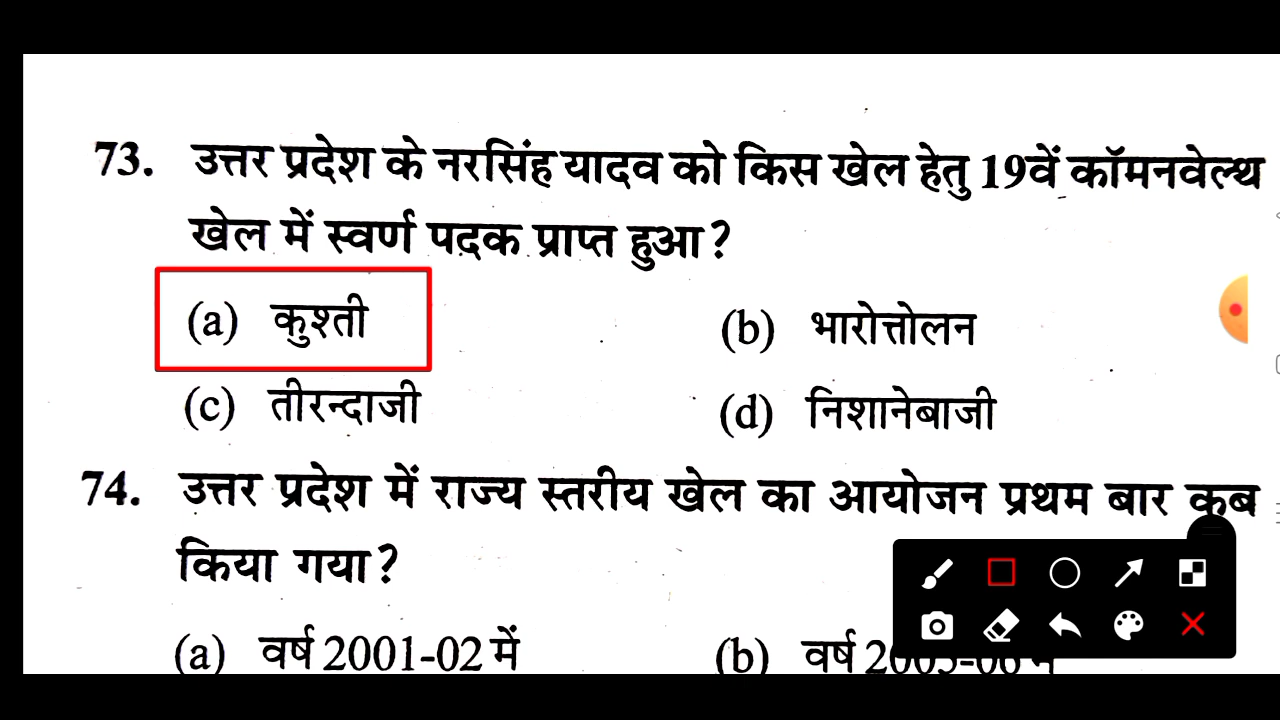 73. उत्तर प्रदेश के नरसिंह यादव को किस खेल हेतु 19वें कॉमनवेल्थ
खेल में स्वर्ण पदक प्राप्त हुआ?
(a) कुश्ती (b) भारोत्तोलन
(c) तीरन्दाजी (d) निशानेबाजी
74. उत्तर प्रदेश में राज्य स्तरीय खेल का आयोजन प्रथम बार कब
किया गया?
(a) वर्ष 2001-02 में (b) वर्ष